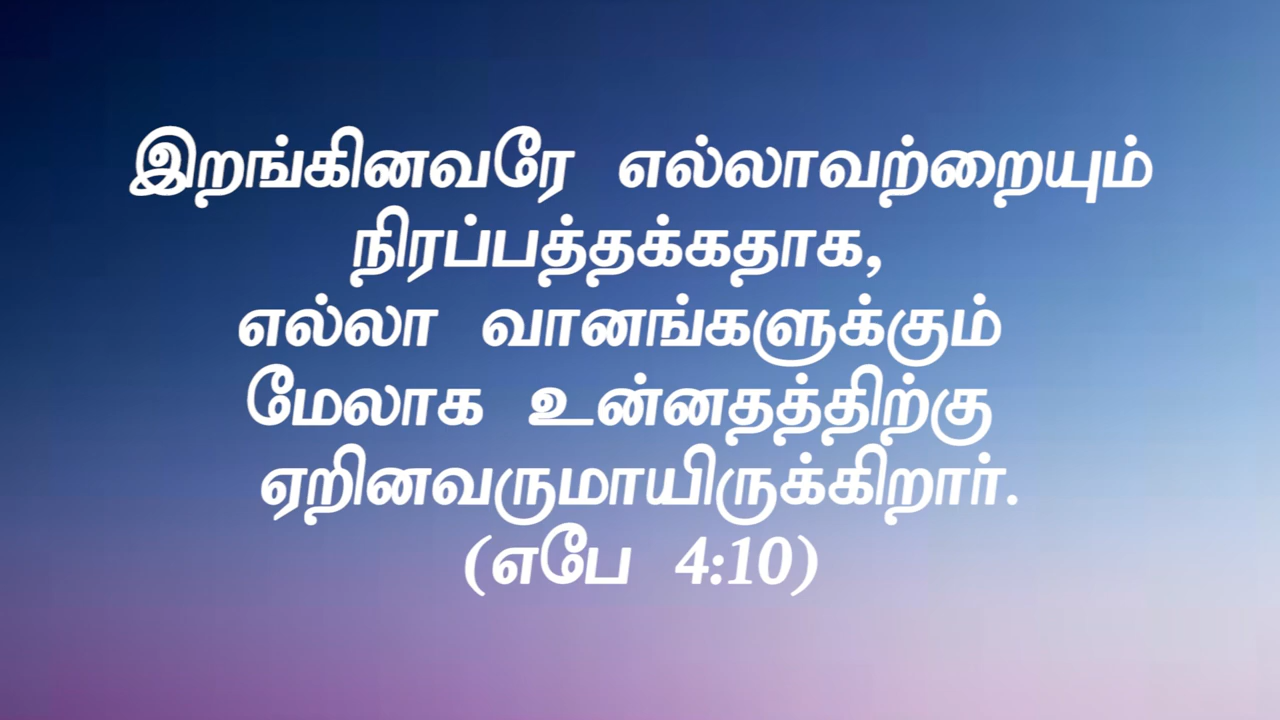 இறங்கினவரே எல்லாவற்றையும்
நிரப்பத்தக்கதாக,
எல்லா வானங்களுக்கும்
மேலாக உன்னதத்திற்கு
ஏறினவருமாயிருக்கிறார்.
(எபே 4:10)